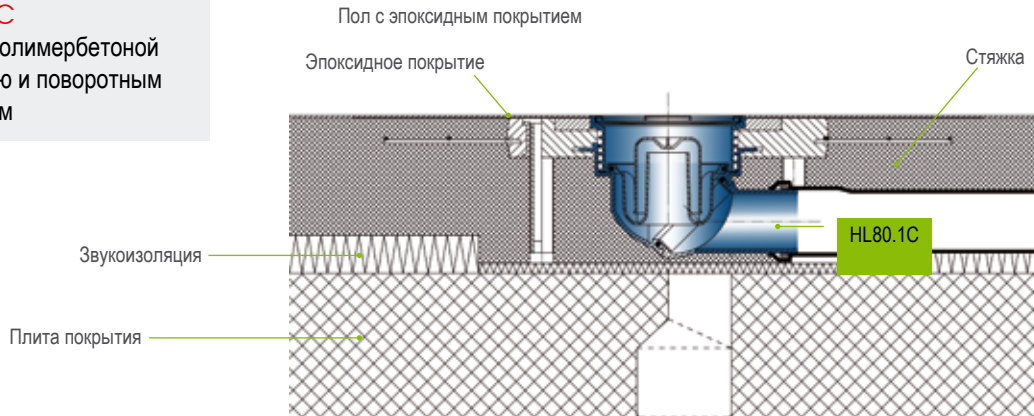 С
олимербетоной
ю и поворотным
м
Пол с эпоксидным покрытием
Эпоксидное покрытие
Стяжка
HL80.1C
Звукоизоляция
Плита покрытия